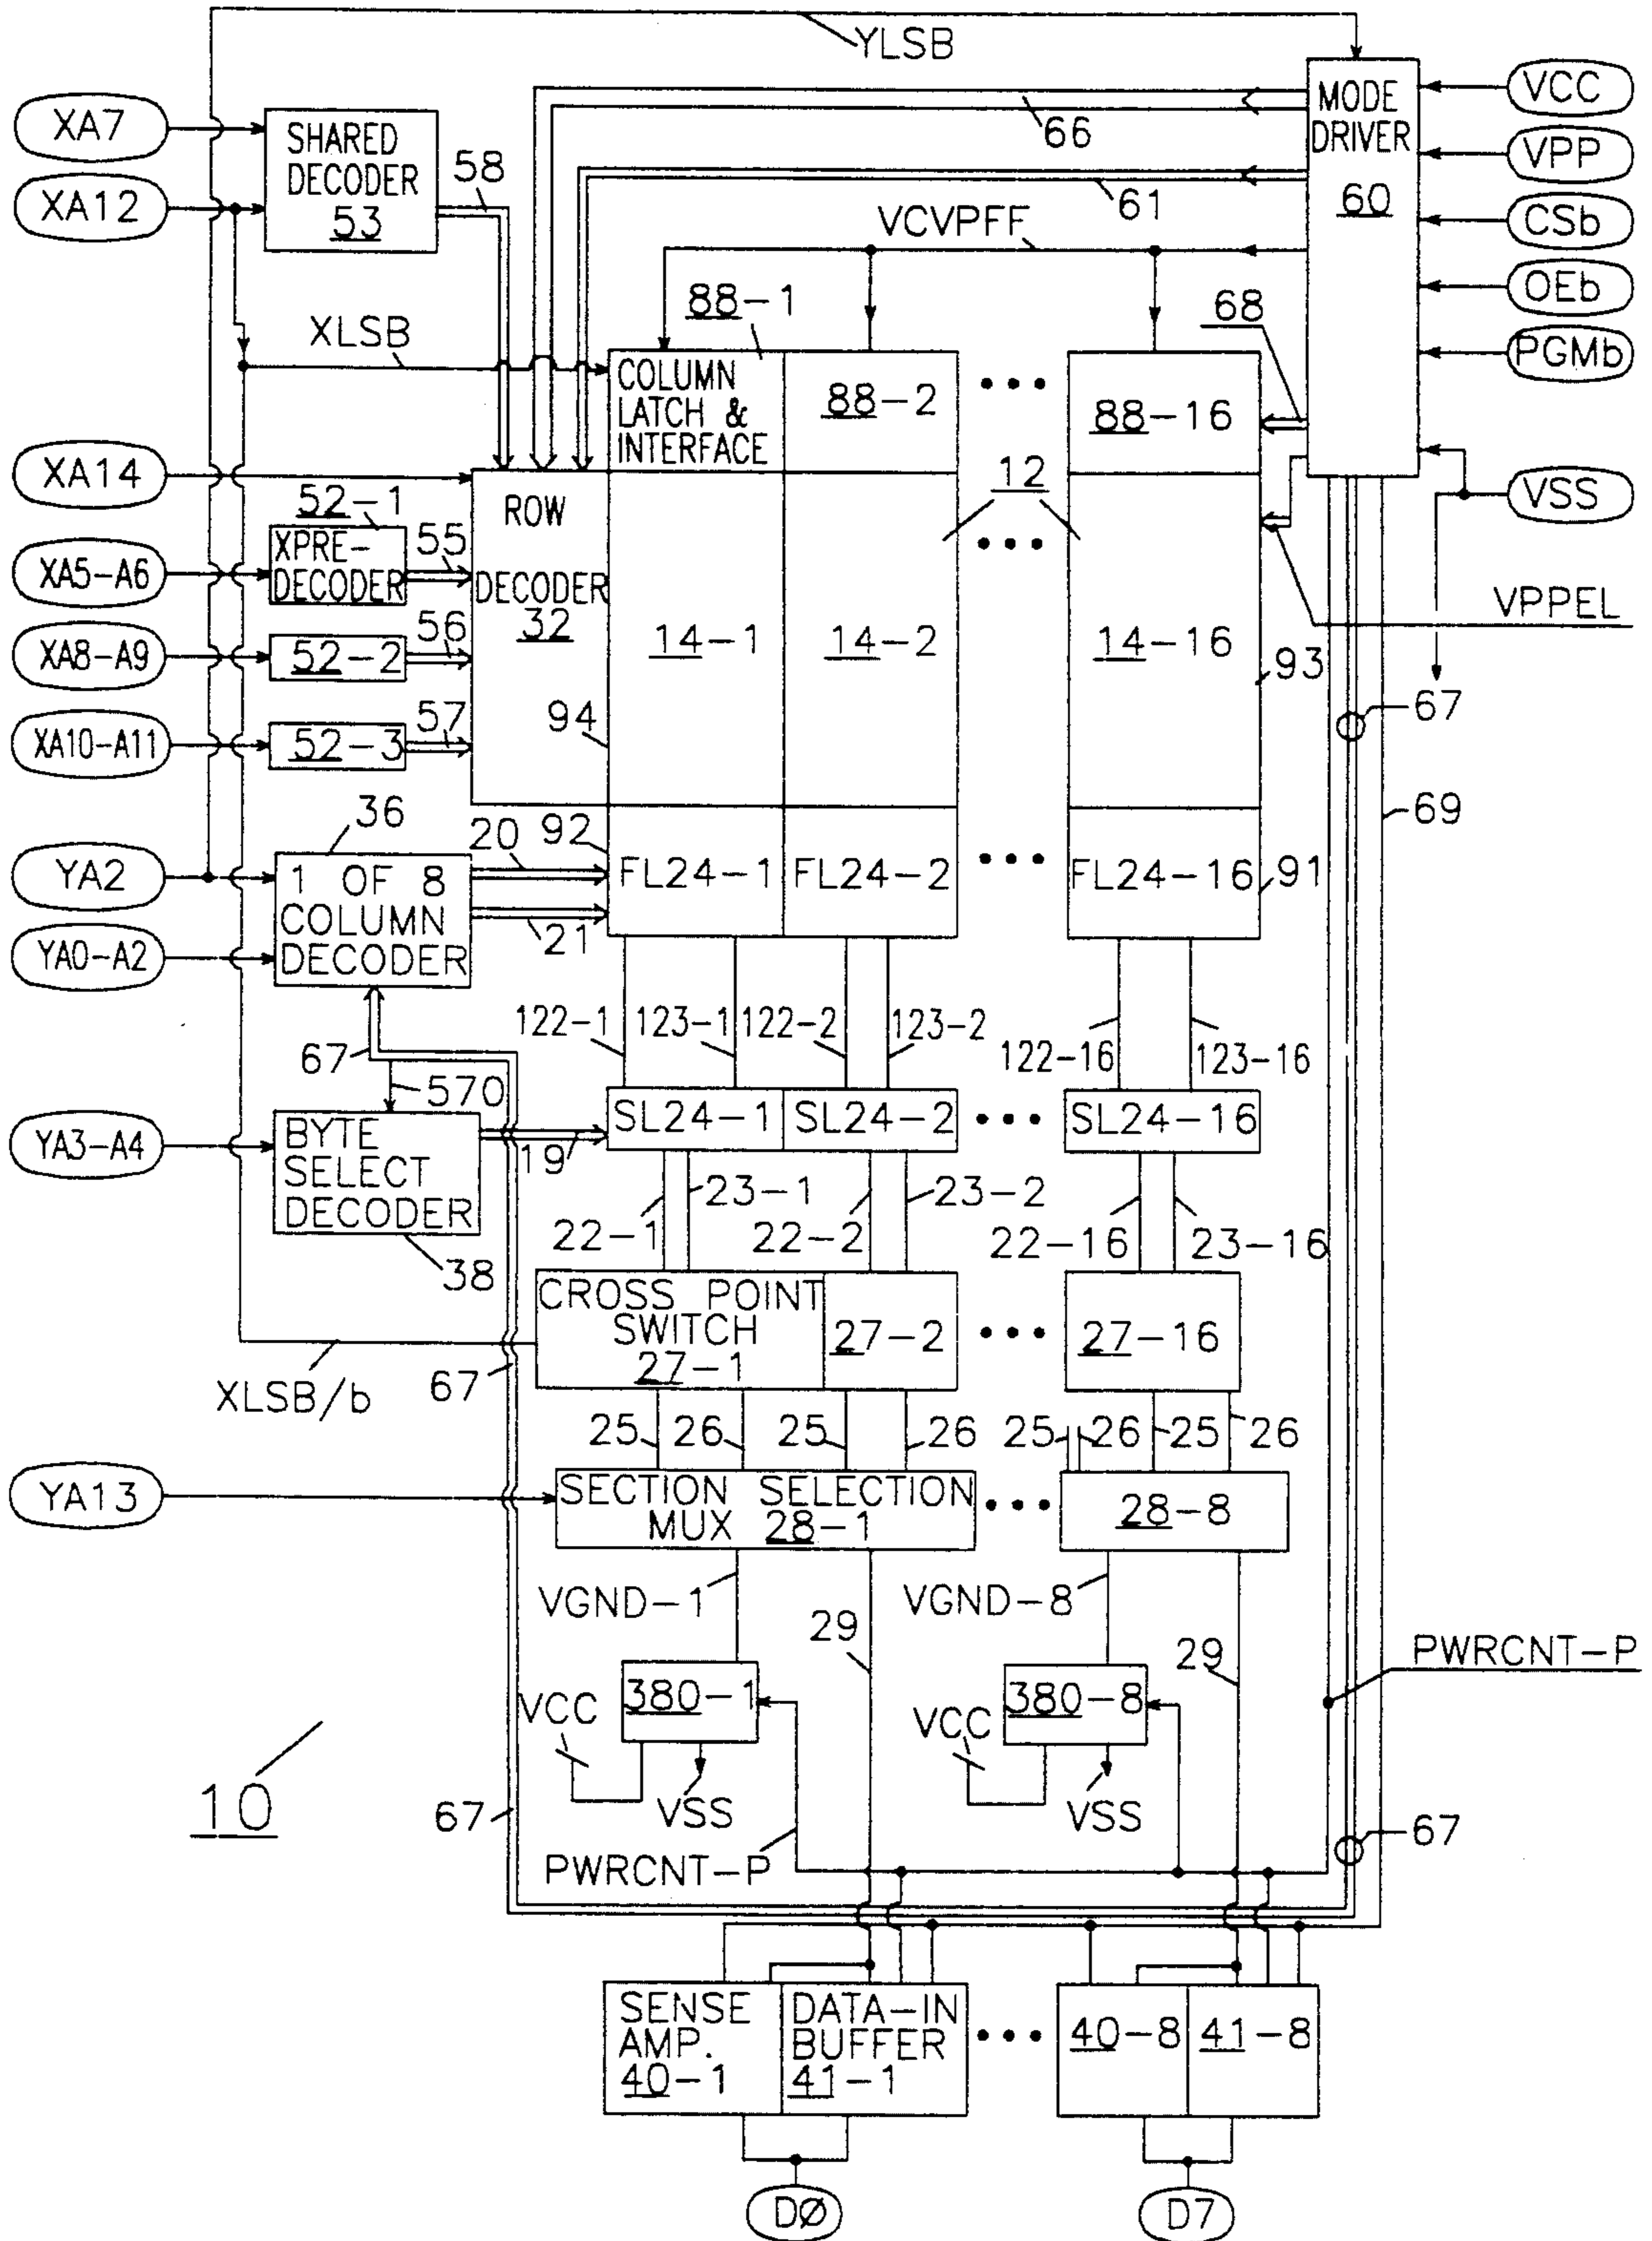 YLSB
XA7
XA12
SHARED
DECODER
53
58
66
61
MODE
DRIVER
60
VCC
VPP
CSb
OEb
PGMb
VSS
VCVPFF
XLSB
88-1
COLUMN
LATCH &
INTERFACE
88-2
• • •
88-16
68
XA14
52-1
XPRE-
DECODER
55
XA5-A6
XA8-A9
52-2
56
XA10-A11
52-3
57
ROW
DECODER
32
94
14-1
14-2
12
• • •
14-16
93
VPPEL
67
69
36
YA2
YA0-A2
1 OF 8
COLUMN
DECODER
20
21
92
FL24-1
FL24-2
• • •
FL24-16
91
122-1
123-1
122-2
123-2
122-16
123-16
67
570
YA3-A4
BYTE
SELECT
DECODER
38
19
SL24-1
SL24-2
• • •
SL24-16
22-1
23-1
22-2
23-2
22-16
23-16
CROSS POINT
SWITCH
27-1
27-2
• • •
27-16
XLSB/b
67
25
26
25
26
25
26
25
26
YA13
SECTION SELECTION
MUX 28-1
• • •
28-8
VGND-1
29
VGND-8
29
PWRCNT-P
380-1
VCC
VSS
380-8
VCC
VSS
10
67
PWRCNT-P
67
SENSE
AMP.
40-1
DATA-IN
BUFFER
41-1
• • •
40-8
41-8
DØ
D7